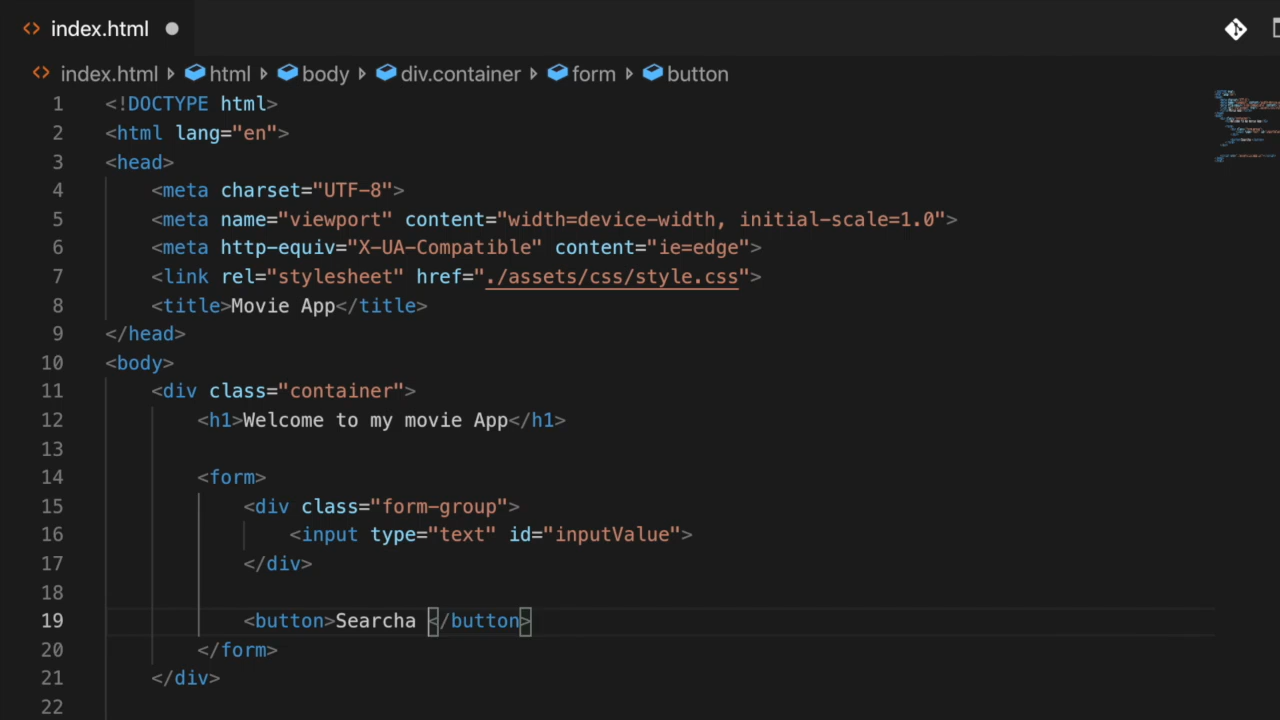 index.html
index.html html body div.container form button
1 <!DOCTYPE html>
2 <html lang="en">
3 <head>
4 <meta charset="UTF-8">
5 <meta name="viewport" content="width=device-width, initial-scale=1.0">
6 <meta http-equiv="X-UA-Compatible" content="ie=edge">
7 <link rel="stylesheet" href="./assets/css/style.css">
8 <title>Movie App</title>
9 </head>
10 <body>
11 <div class="container">
12 <h1>Welcome to my movie App</h1>
13
14 <form>
15 <div class="form-group">
16 <input type="text" id="inputValue">
17 </div>
18
19 <button>Searcha </button>
20 </form>
21 </div>
22